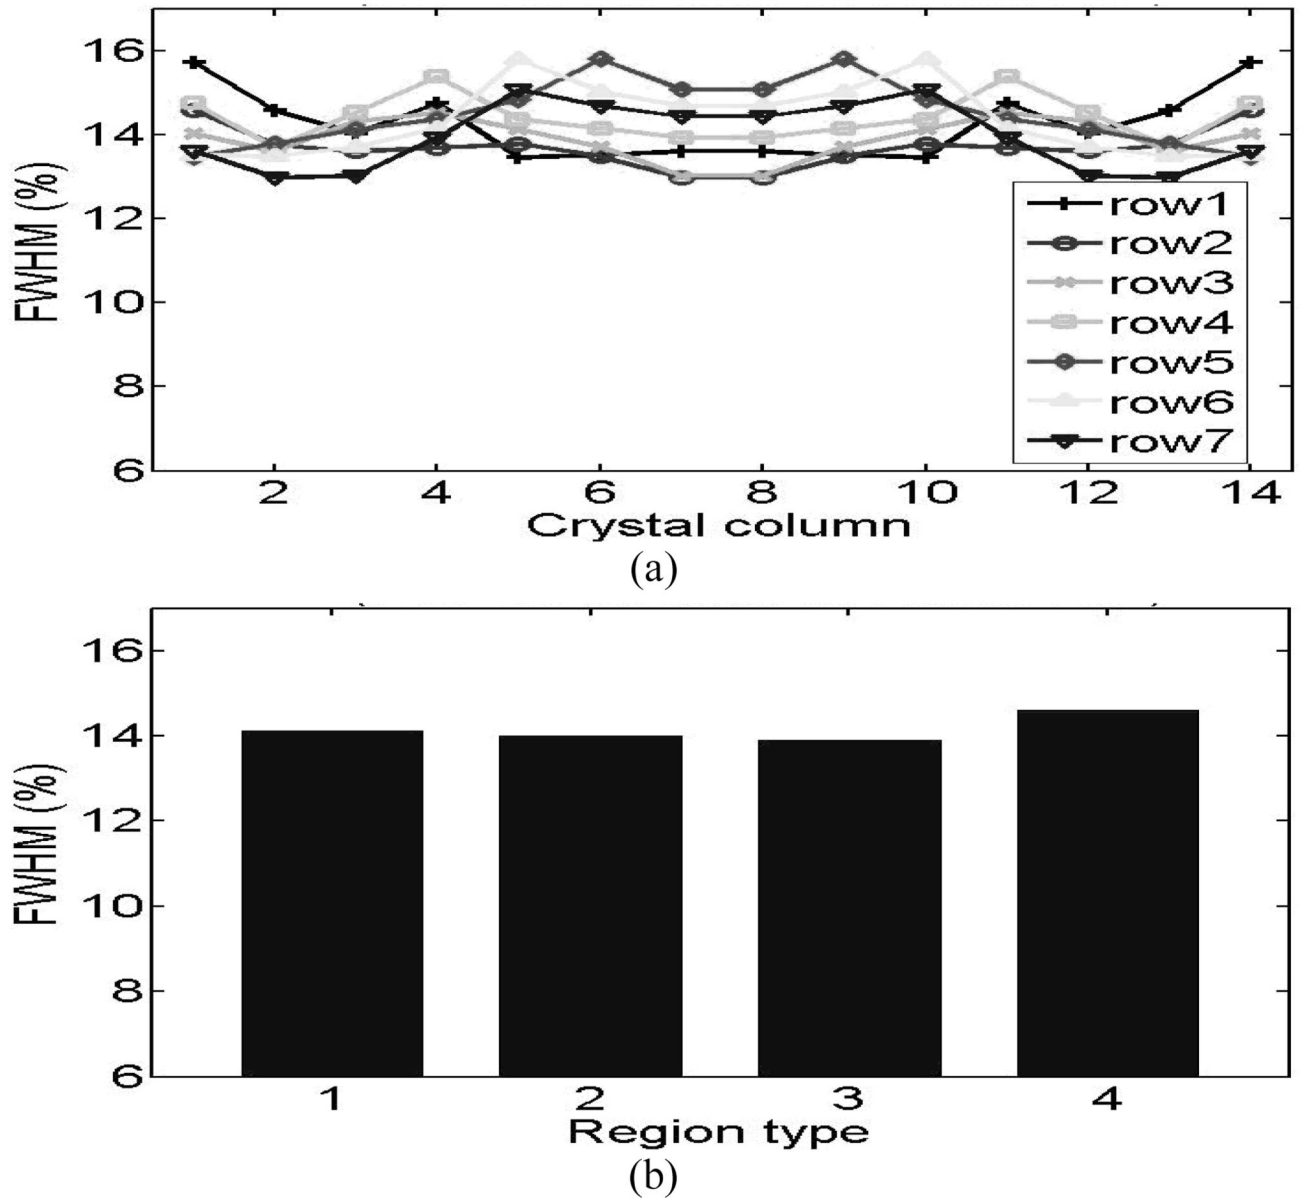 16
14
12
10
8
6
FWHM (%)
row1
row2
row3
row4
row5
row6
row7
2 4 6 8 10 12 14
Crystal column
(a)
16
14
12
10
8
6
FWHM (%)
1 2 3 4
Region type
(b)